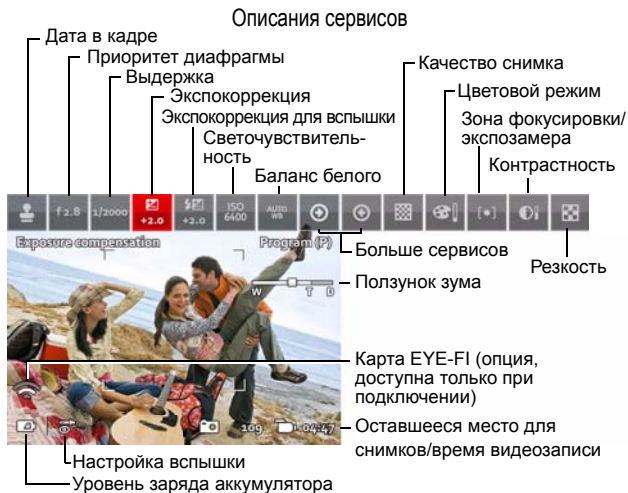 Описания сервисов
Дата в кадре
Приоритет диафрагмы
Выдержка
Экспокоррекция
Экспокоррекция для вспышки
Светочувствитель-
ность
Баланс белого
Качество снимка
Цветовой режим
Зона фокусировки/
экспозамера
Контрастность
f 2.8
1/2000
+2.0
+2.0
ISO
6400
AUTO
WB
Exposure compensation
Program (P)
Больше сервисов
Резкость
W T D
Ползунок зума
Карта EYE-FI (опция,
доступна только при
подключении)
109
04:47
Оставшееся место для
снимков/время видеозаписи
Настройка вспышки
Уровень заряда аккумулятора